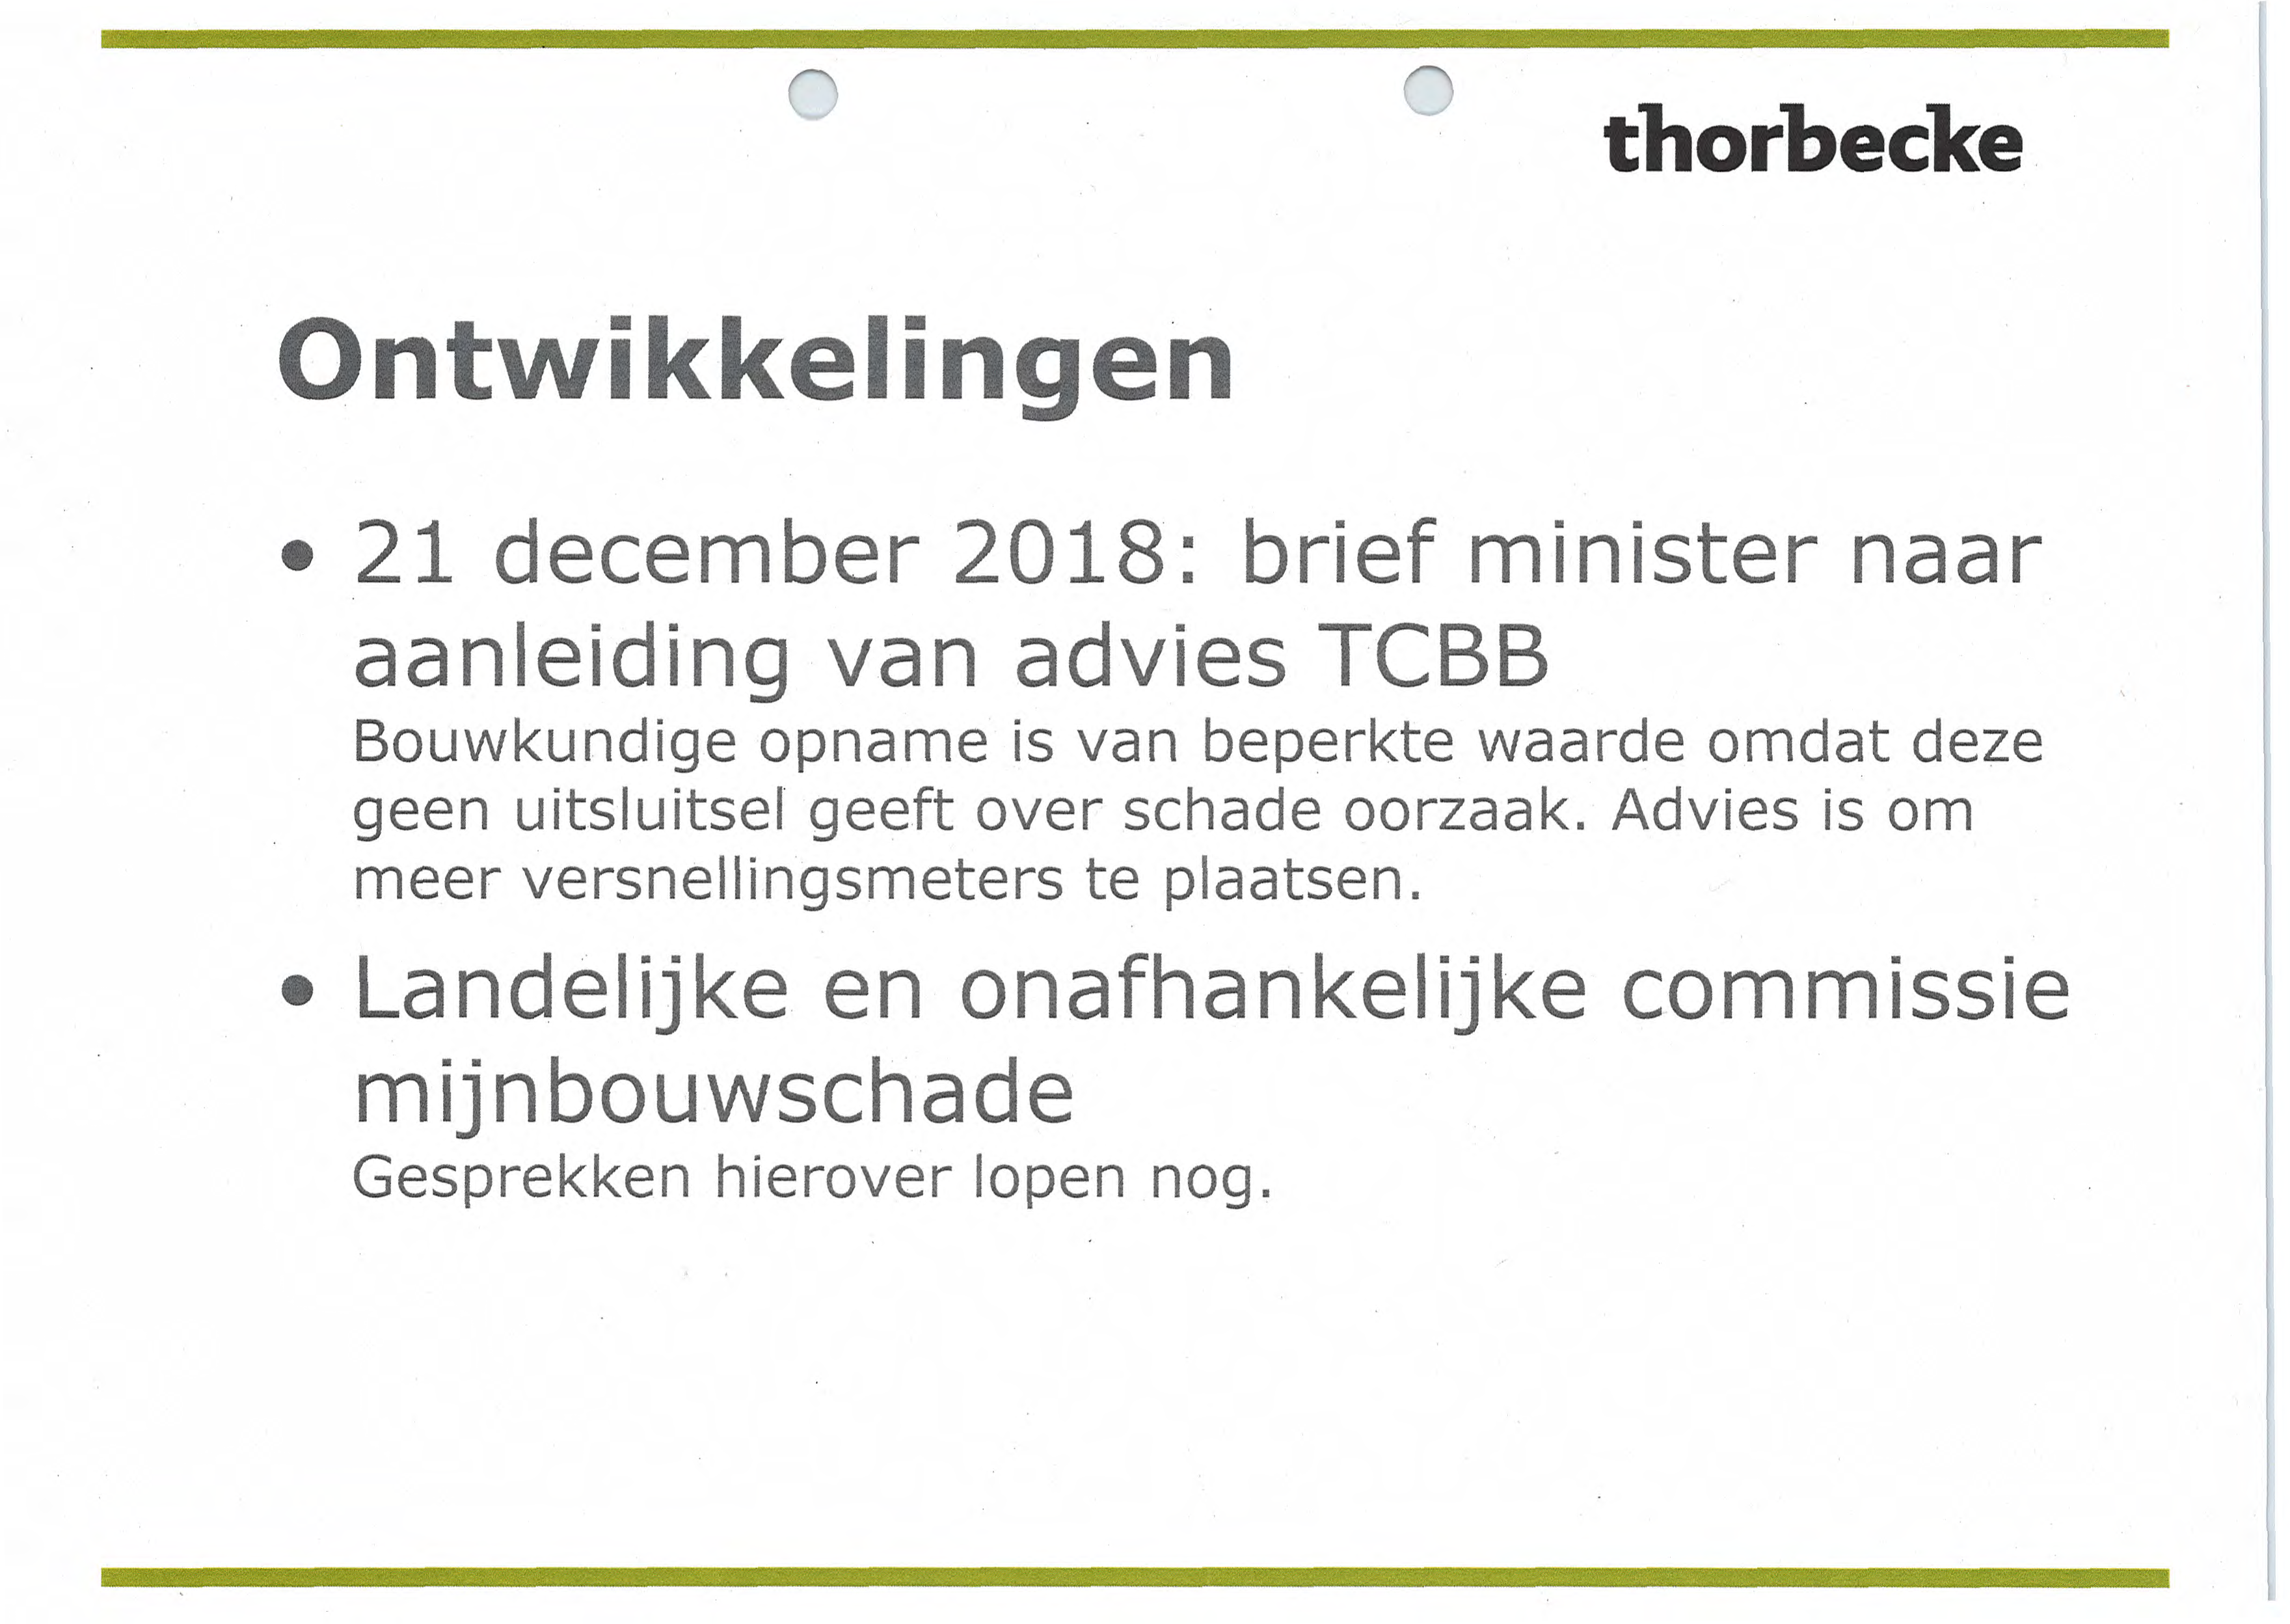 thorbecke
Ontwikkelingen
• 21 december 2018: brief minister naar
aanleiding van advies TCBB
Bouwkundige opname is van beperkte waarde omdat deze
geen uitsluitsel geeft over schade oorzaak. Advies is om
meer versnellingsmeters te plaatsen.
• Landelijke en onafhankelijke commissie
mijnbouwschade
Gesprekken hierover lopen nog.